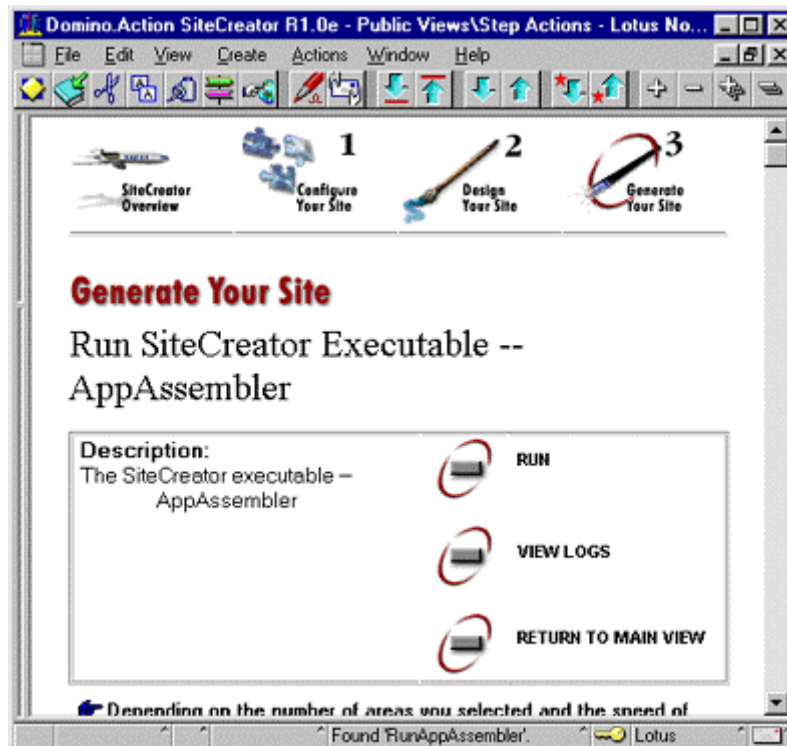 Domino.Action SiteCreator R1.0e - Public Views\Step Actions - Lotus No...
File Edit View Create Actions Window Help
1 2 3
SiteCreator Overview
Configure Your Site
Design Your Site
Generate Your Site
Generate Your Site
Run SiteCreator Executable --
AppAssembler
Description:
The SiteCreator executable –
AppAssembler
RUN
VIEW LOGS
RETURN TO MAIN VIEW
Depending on the number of areas you selected and the speed of
Found 'RunAppAssembler'.
Lotus